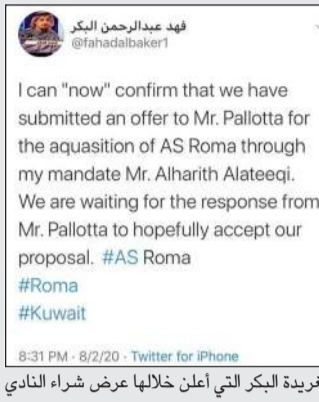 فهد عبدالرحمن البكر
@fahadalbaker1
I can "now" confirm that we have
submitted an offer to Mr. Pallotta for
the aquasition of AS Roma through
my mandate Mr. Alharith Alateeqi.
We are waiting for the response from
Mr. Pallotta to hopefully accept our
proposal. #AS Roma
#Roma
#Kuwait
8:31 PM · 8/2/20 · Twitter for iPhone
غريدة البكر التي أعلن خلالها عرض شراء النادي